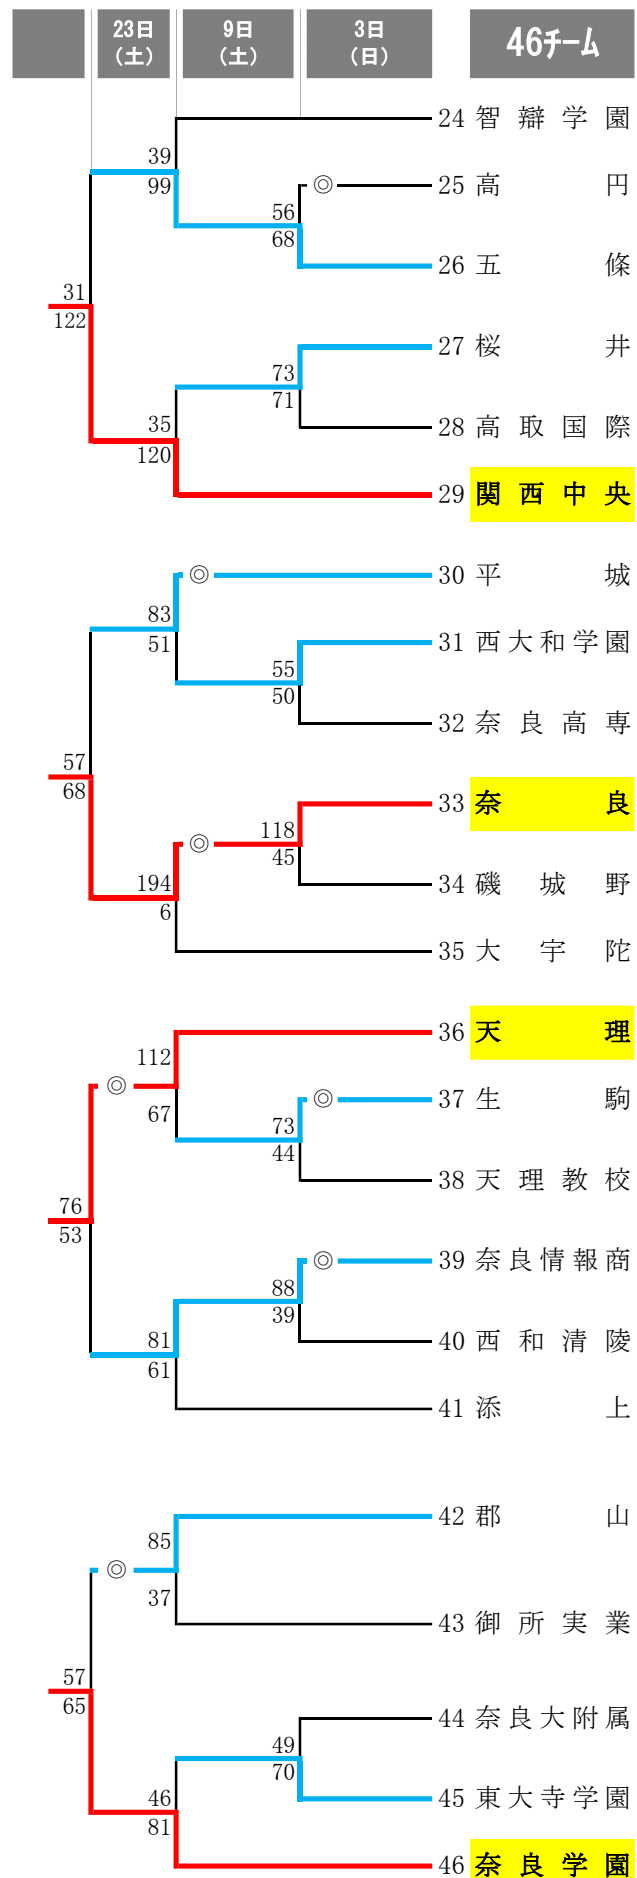 23日 9日 3日 46ﾁｰﾑ
(土) (土) (日)
24 智辯学園
39
99
◎ 25 高円
56
68
26 五條
31
122
27 桜井
73
71
35
28 高取国際
120
29 関西中央
◎ 30 平城
83
51
31 西大和学園
55
50
32 奈良高専
57
68
33 奈良
118
◎
45
194
34 磯城野
6
35 大宇陀
36 天理
112
◎
67
◎ 37 生駒
73
44
38 天理教校
76
53
◎ 39 奈良情報商
88
39
81
40 西和清陵
61
41 添上
42 郡山
85
◎
37
43 御所実業
57
65
44 奈良大附属
49
70
46
45 東大寺学園
81
46 奈良学園